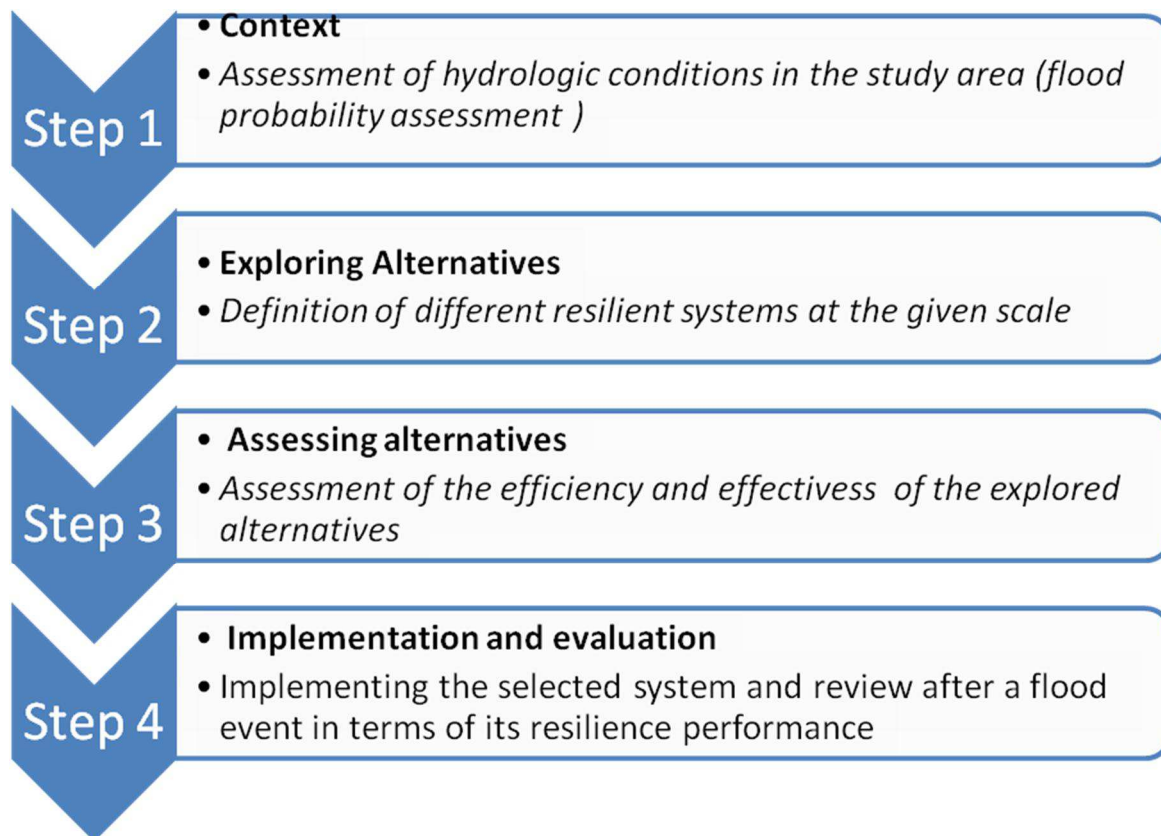 Step 1
• Context
• Assessment of hydrologic conditions in the study area (flood
probability assessment )
Step 2
• Exploring Alternatives
• Definition of different resilient systems at the given scale
Step 3
• Assessing alternatives
• Assessment of the efficiency and effectivess of the explored
alternatives
Step 4
• Implementation and evaluation
• Implementing the selected system and review after a flood
event in terms of its resilience performance